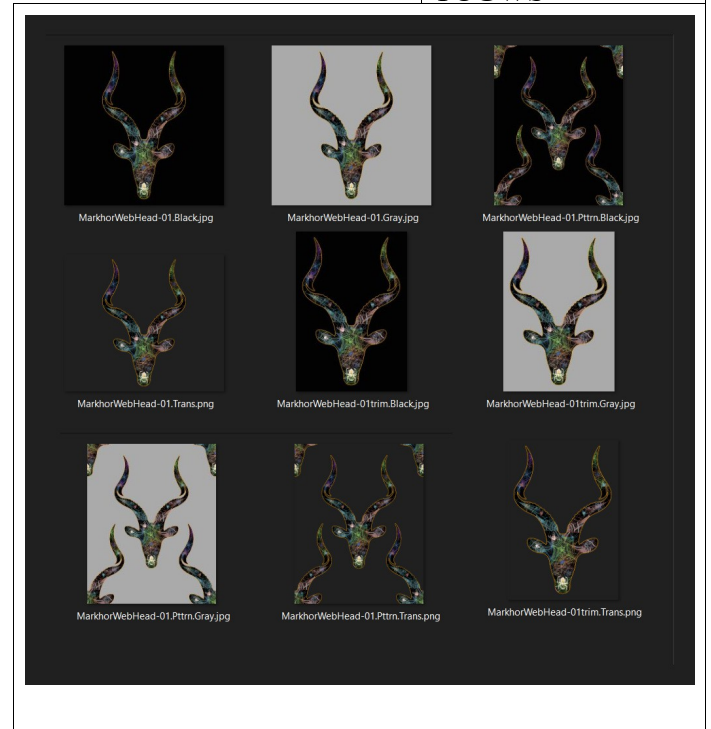 MarkhorWebHead-01.Black.jpg
MarkhorWebHead-01.Gray.jpg
MarkhorWebHead-01.Pttrn.Black.jpg
MarkhorWebHead-01.Trans.png
MarkhorWebHead-01trim.Black.jpg
MarkhorWebHead-01trim.Gray.jpg
MarkhorWebHead-01.Pttrn.Gray.jpg
MarkhorWebHead-01.Pttrn.Trans.png
MarkhorWebHead-01trim.Trans.png